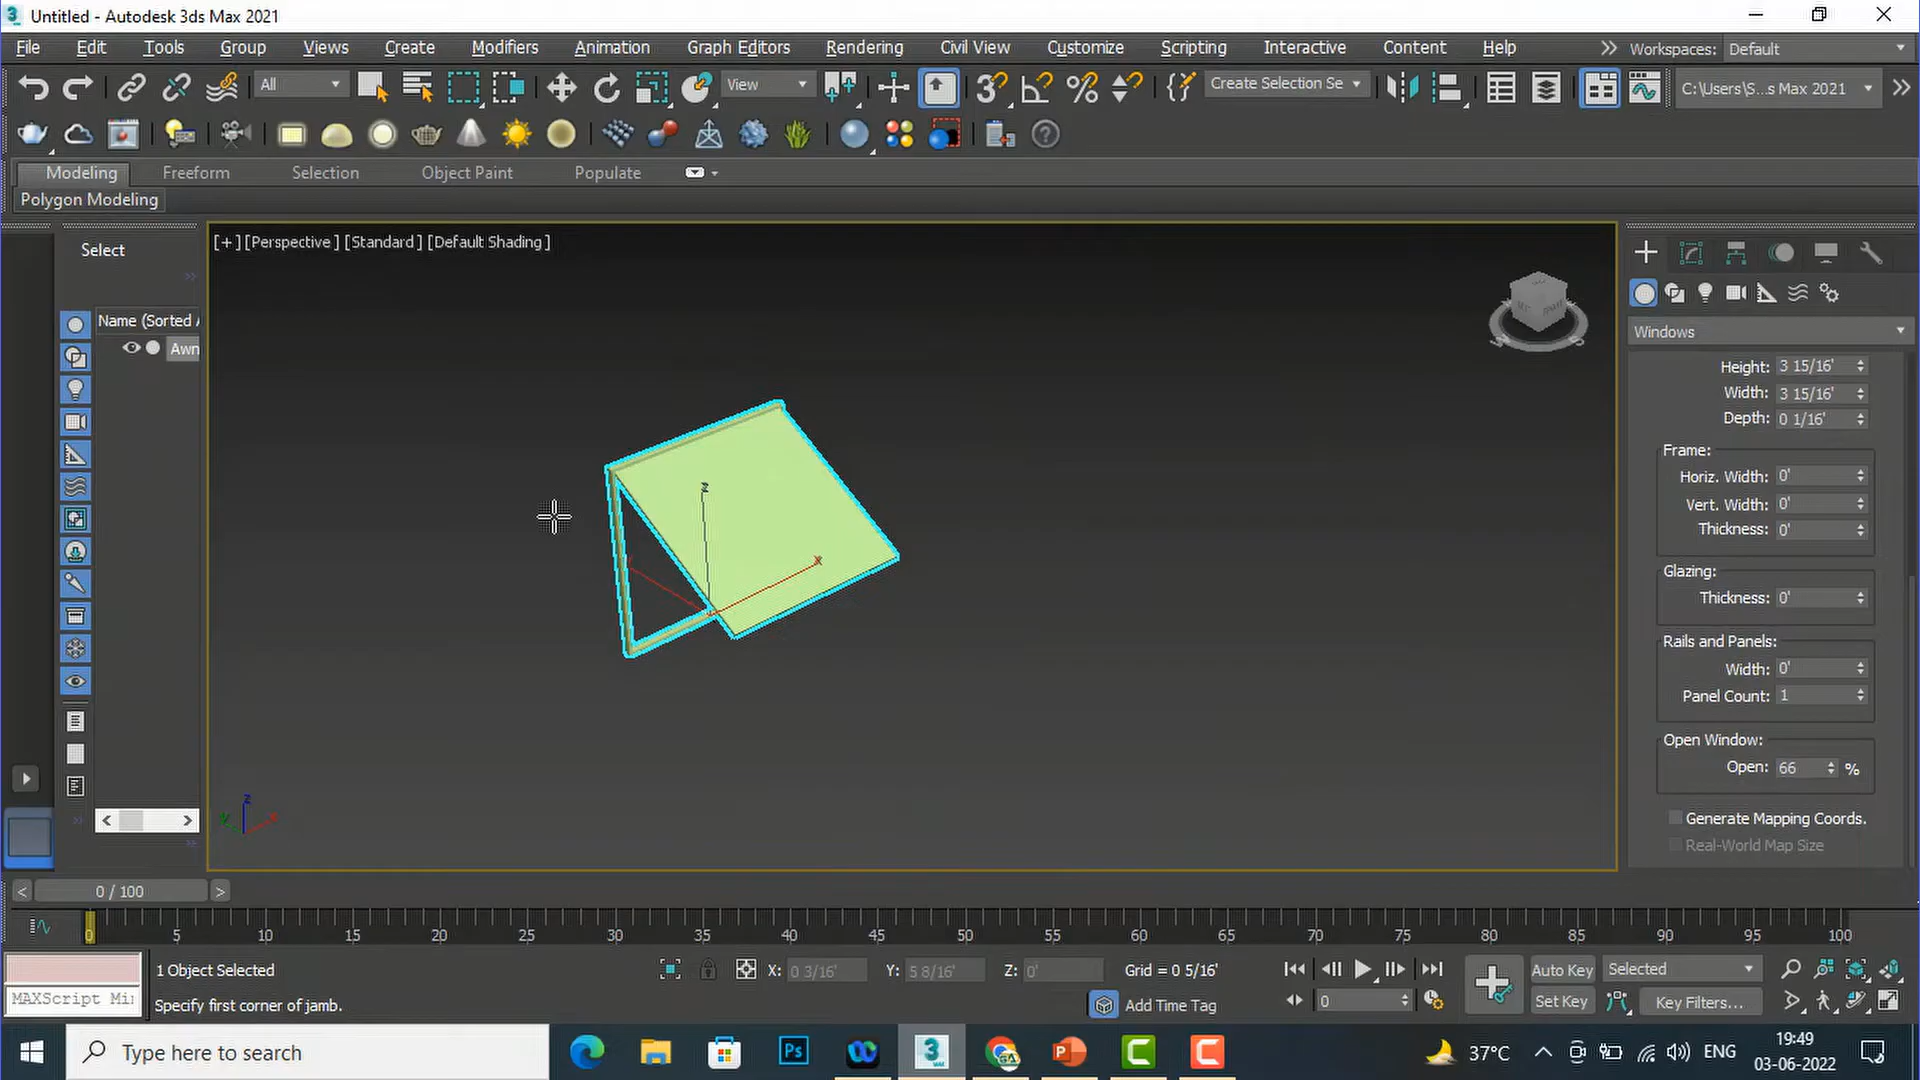 Untitled - Autodesk 3ds Max 2021
File Edit Tools Group Views Create Modifiers Animation Graph Editors Rendering Civil View Customize Scripting Interactive Content Help Workspaces: Default
All View Create Selection Se C:\Users\S...s Max 2021
Modeling Freeform Selection Object Paint Populate
Polygon Modeling
Select
[+] [Perspective ] [Standard ] [Default Shading ]
Name (Sorted A
Awn
Windows
Height: 3 15/16'
Width: 3 15/16'
Depth: 0 1/16'
Frame:
Horiz. Width: 0'
Vert. Width: 0'
Thickness: 0'
Glazing:
Thickness: 0'
Rails and Panels:
Width: 0'
Panel Count: 1
Open Window:
Open: 66 %
Generate Mapping Coords.
Real-World Map Size
z
x
z
0 / 100
0 5 10 15 20 25 30 35 40 45 50 55 60 65 70 75 80 85 90 95 100
1 Object Selected X: 0 3/16' Y: 5 8/16' Z: 0' Grid = 0 5/16' Auto Key Selected
MAXScript Mi Specify first corner of jamb. Add Time Tag 0 Set Key Key Filters...
Type here to search Ps 37°C ENG 19:49
03-06-2022